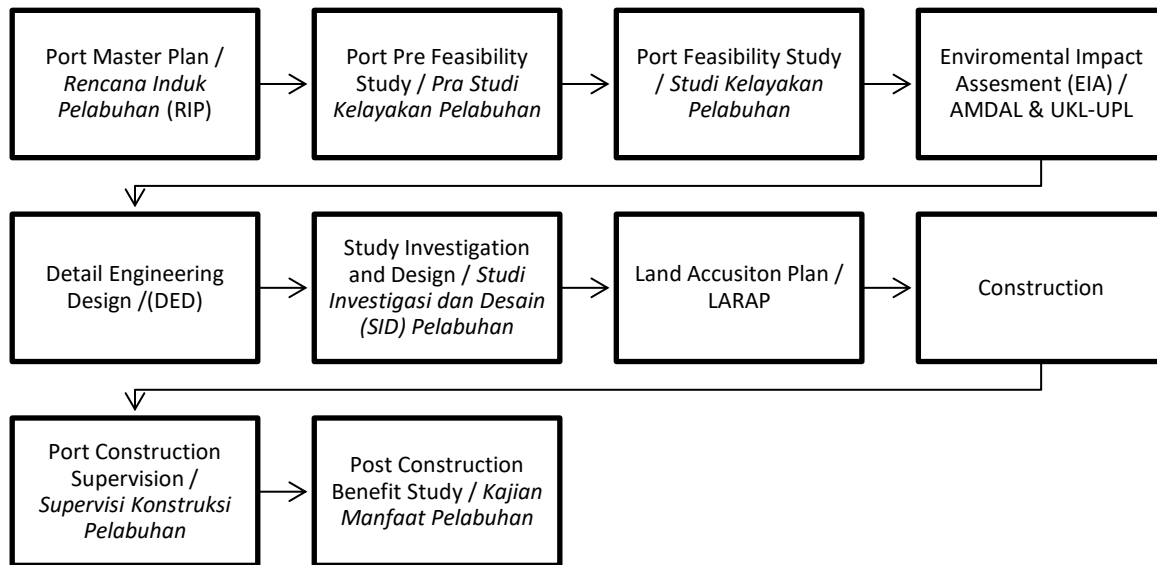 Port Master Plan /
Rencana Induk
Pelabuhan (RIP)
Port Pre Feasibility
Study / Pra Studi
Kelayakan Pelabuhan
Port Feasibility Study
/ Studi Kelayakan
Pelabuhan
Enviromental Impact
Assesment (EIA) /
AMDAL & UKL-UPL
Detail Engineering
Design /(DED)
Study Investigation
and Design / Studi
Investigasi dan Desain
(SID) Pelabuhan
Land Accusiton Plan /
LARAP
Construction
Port Construction
Supervision /
Supervisi Konstruksi
Pelabuhan
Post Construction
Benefit Study / Kajian
Manfaat Pelabuhan